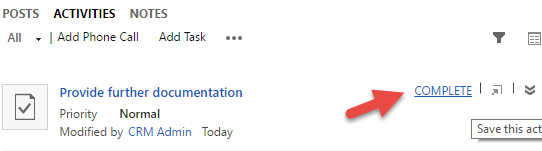 POSTS ACTIVITIES NOTES
All | Add Phone Call Add Task •••
Provide further documentation COMPLETE
Priority Normal
Modified by CRM Admin Today
Save this act